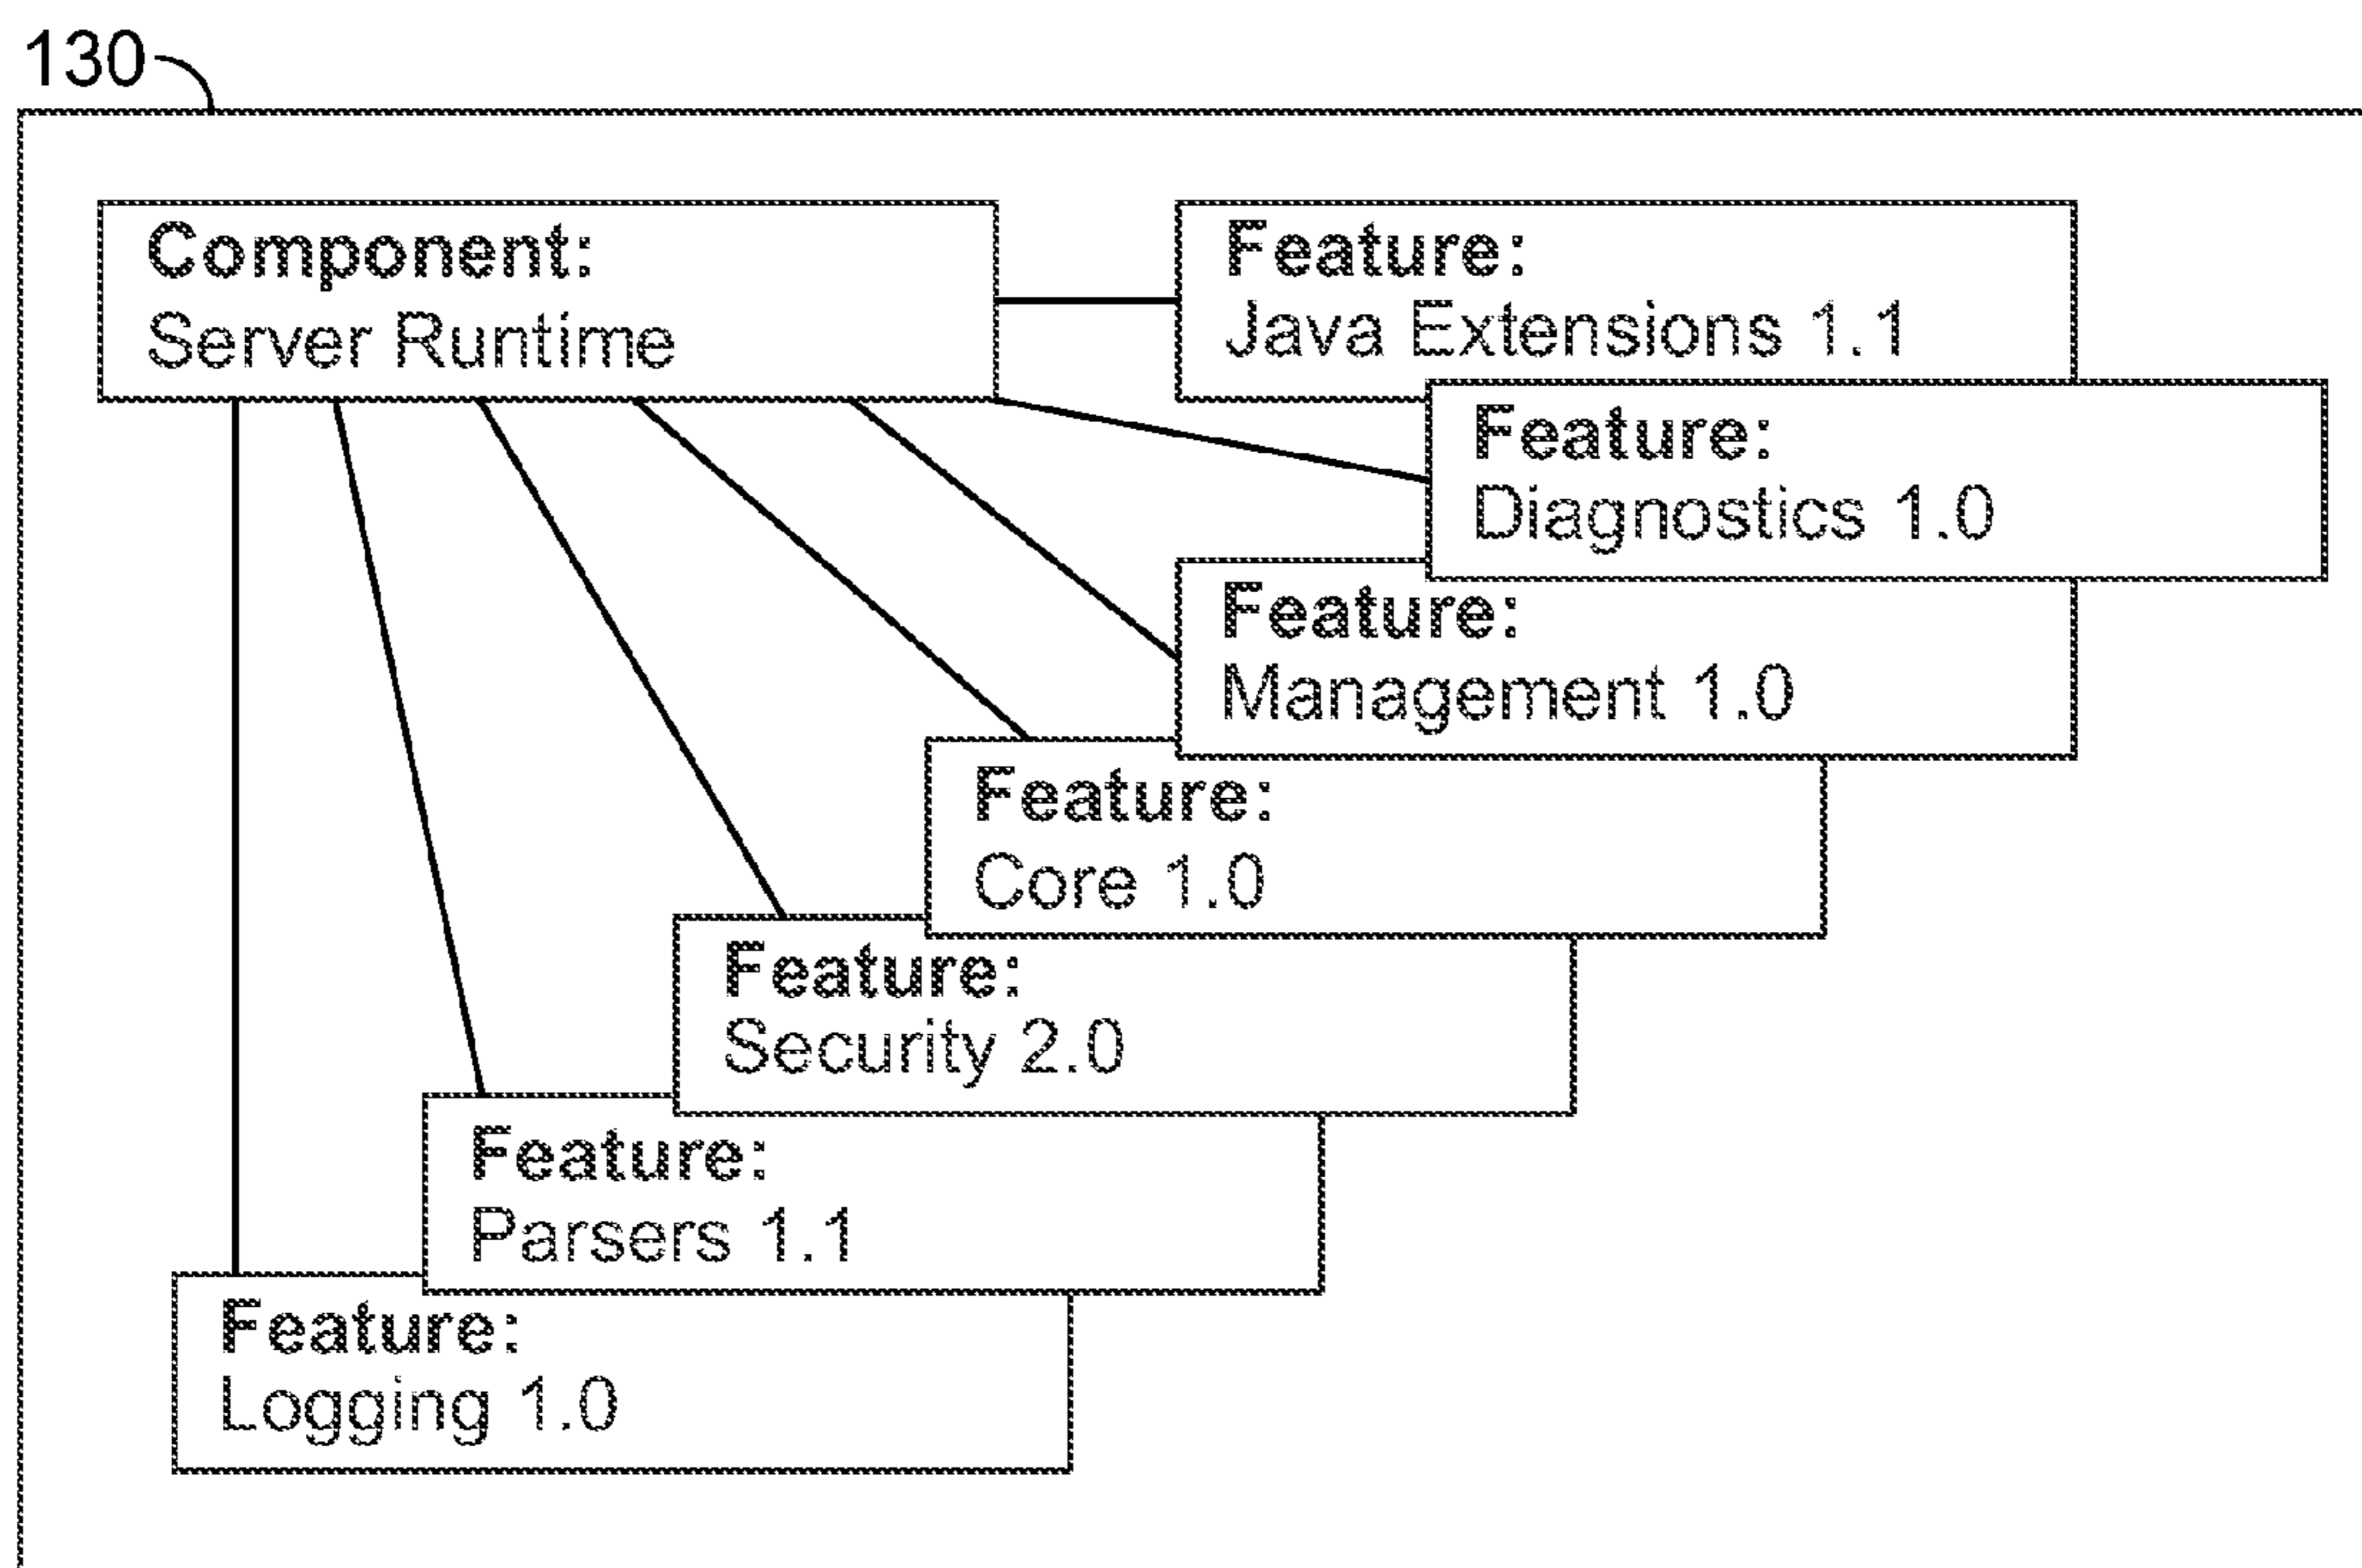 130
Component:
Server Runtime
Feature:
Java Extensions 1.1
Feature:
Diagnostics 1.0
Feature:
Management 1.0
Feature:
Core 1.0
Feature:
Security 2.0
Feature:
Parsers 1.1
Feature:
Logging 1.0